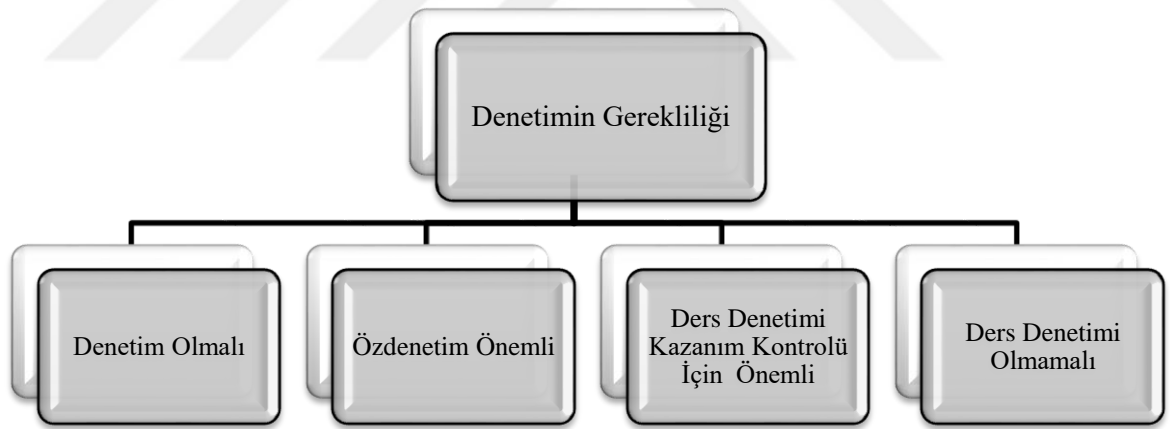 Denetimin Gerekliliği
Denetim Olmalı
Özdenetim Önemli
Ders Denetimi
Kazanım Kontrolü
İçin Önemli
Ders Denetimi
Olmamalı